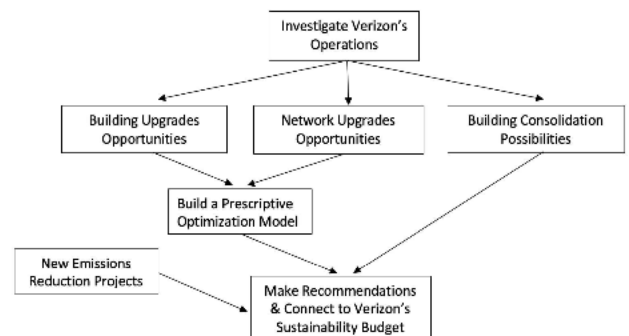 Investigate Verizon's
Operations
Building Upgrades
Opportunities
Network Upgrades
Opportunities
Building Consolidation
Possibilities
Build a Prescriptive
Optimization Model
New Emissions
Reduction Projects
Make Recommendations
& Connect to Verizon's
Sustainability Budget